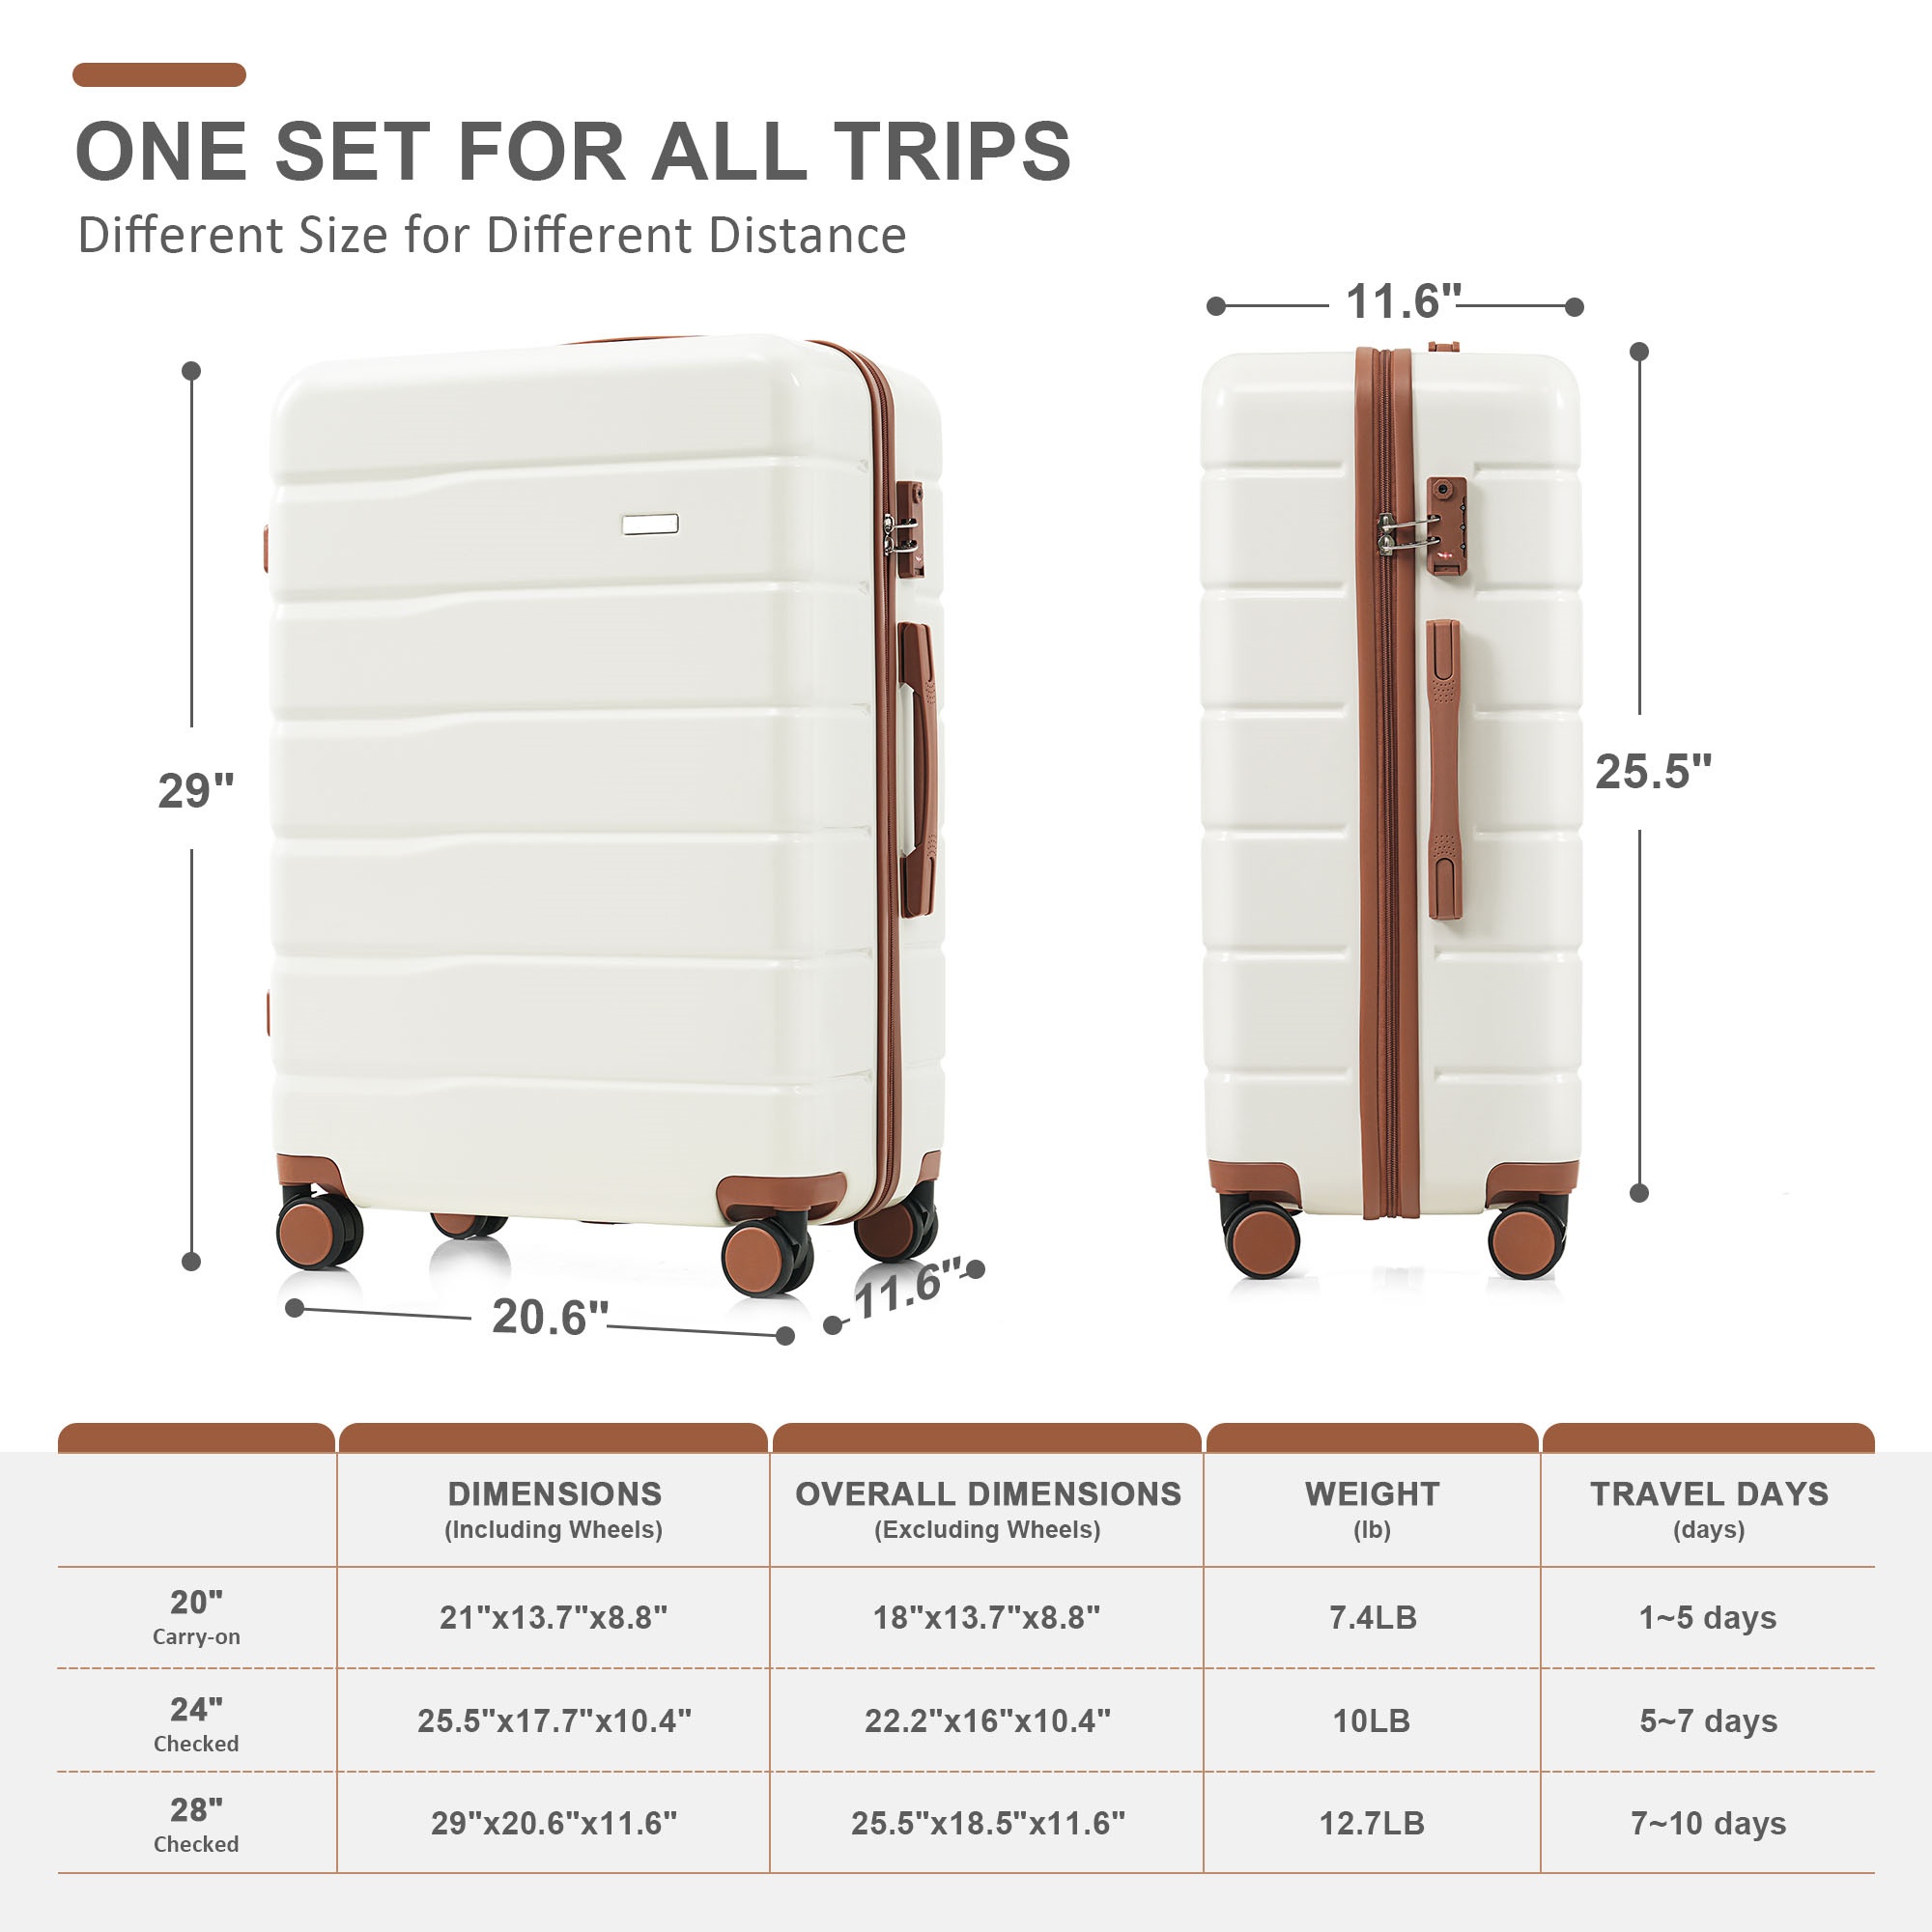 ONE SET FOR ALL TRIPS
Different Size for Different Distance
11.6"
29"
25.5"
20.6"
11.6"
DIMENSIONS
(Including Wheels)
OVERALL DIMENSIONS
(Excluding Wheels)
WEIGHT
(lb)
TRAVEL DAYS
(days)
20"
Carry-on
21"x13.7"x8.8"
18"x13.7"x8.8"
7.4LB
1~5 days
24"
Checked
25.5"x17.7"x10.4"
22.2"x16"x10.4"
10LB
5~7 days
28"
Checked
29"x20.6"x11.6"
25.5"x18.5"x11.6"
12.7LB
7~10 days